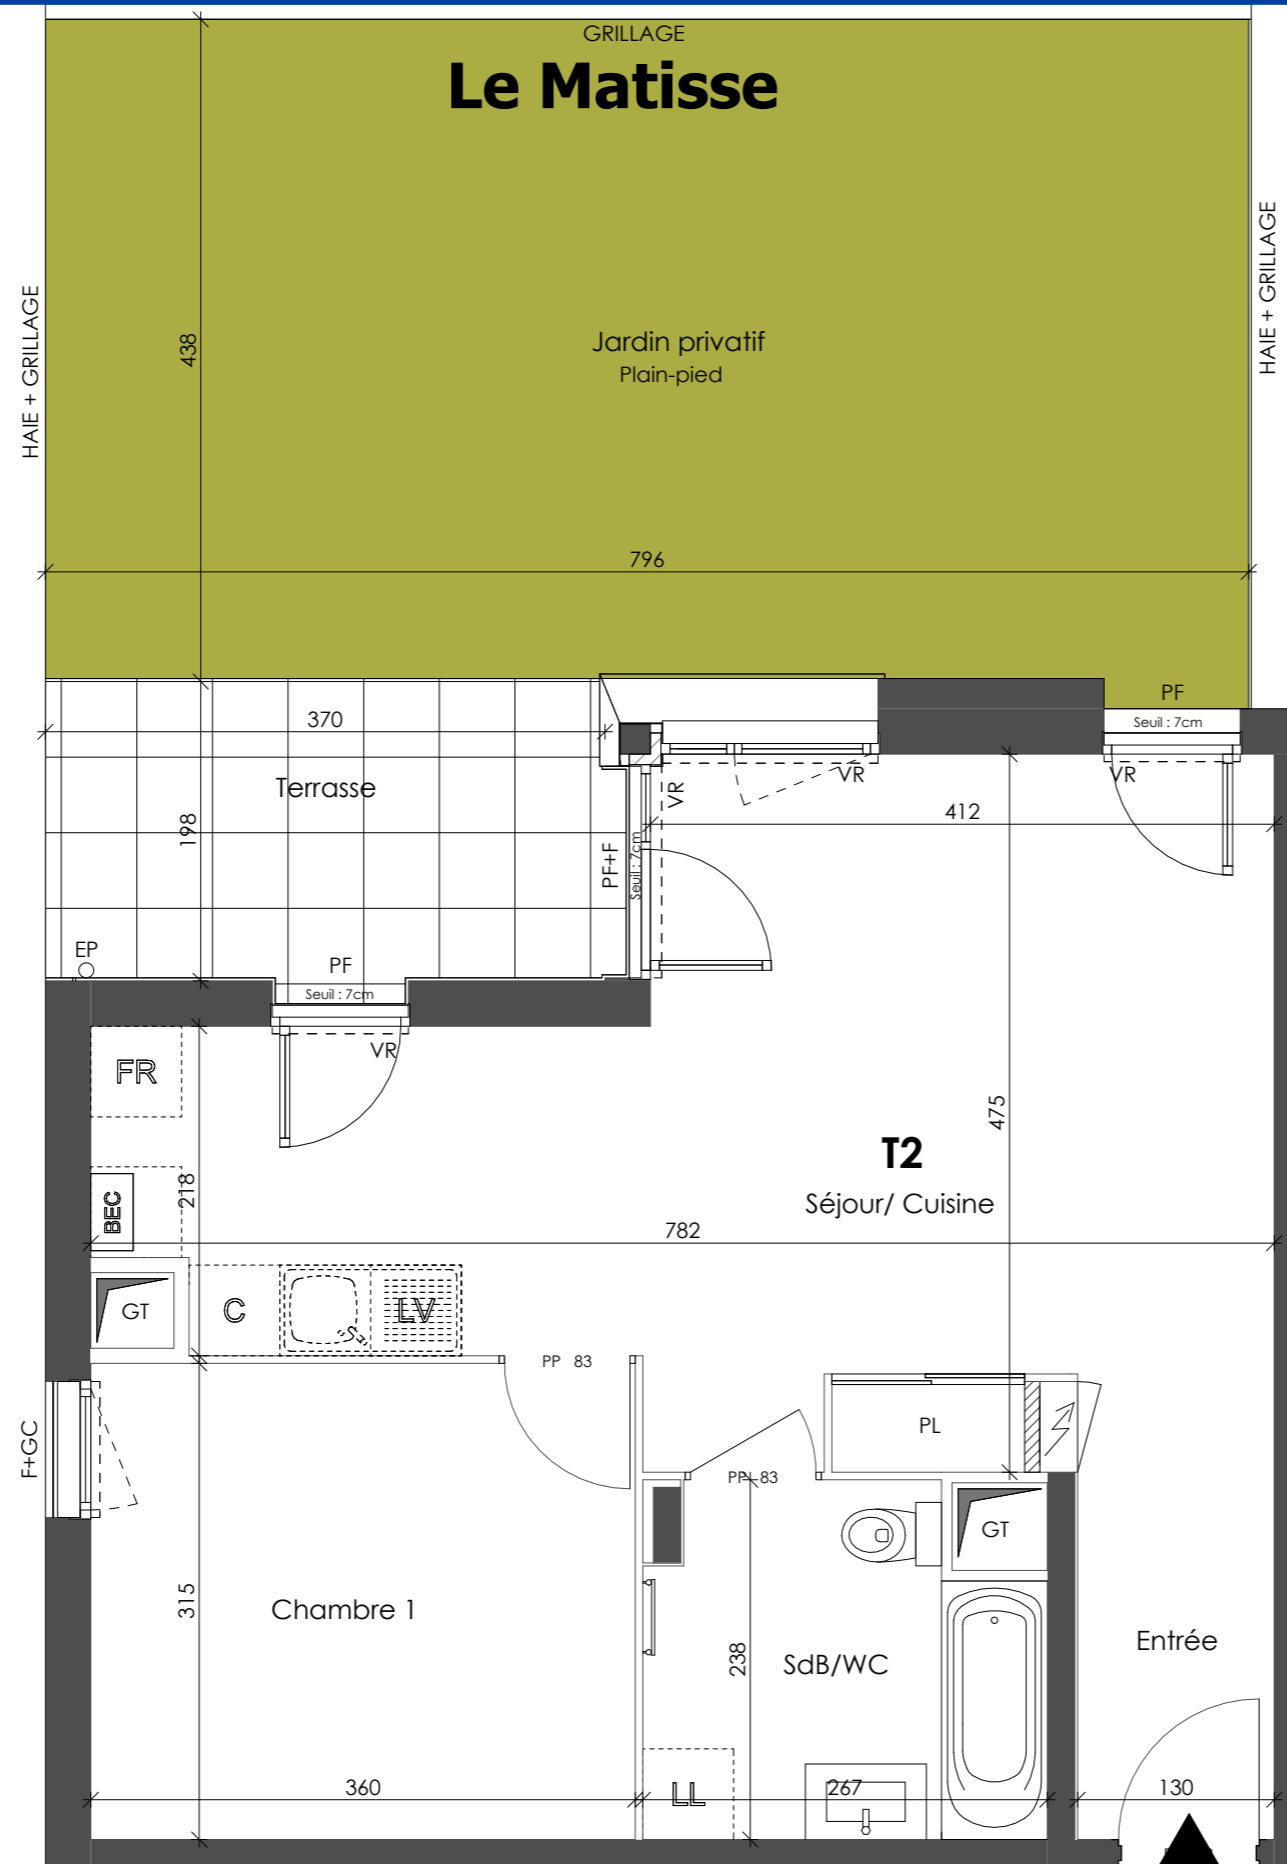 GRILLAGE
Le Matisse
HAIE + GRILLAGE
HAIE + GRILLAGE
438
Jardin privatif
Plain-pied
796
PF
Seuil : 7cm
370
VR
VR
VR
Terrasse
412
198
PF+F
Seuil : 7cm
EP
PF
Seuil : 7cm
VR
FR
475
T2
BEC
218
Séjour/ Cuisine
782
GT
C
LV
PP 83
F+GC
PL
PP 83
GT
315
Chambre 1
238
SdB/WC
Entrée
360
LL
267
130